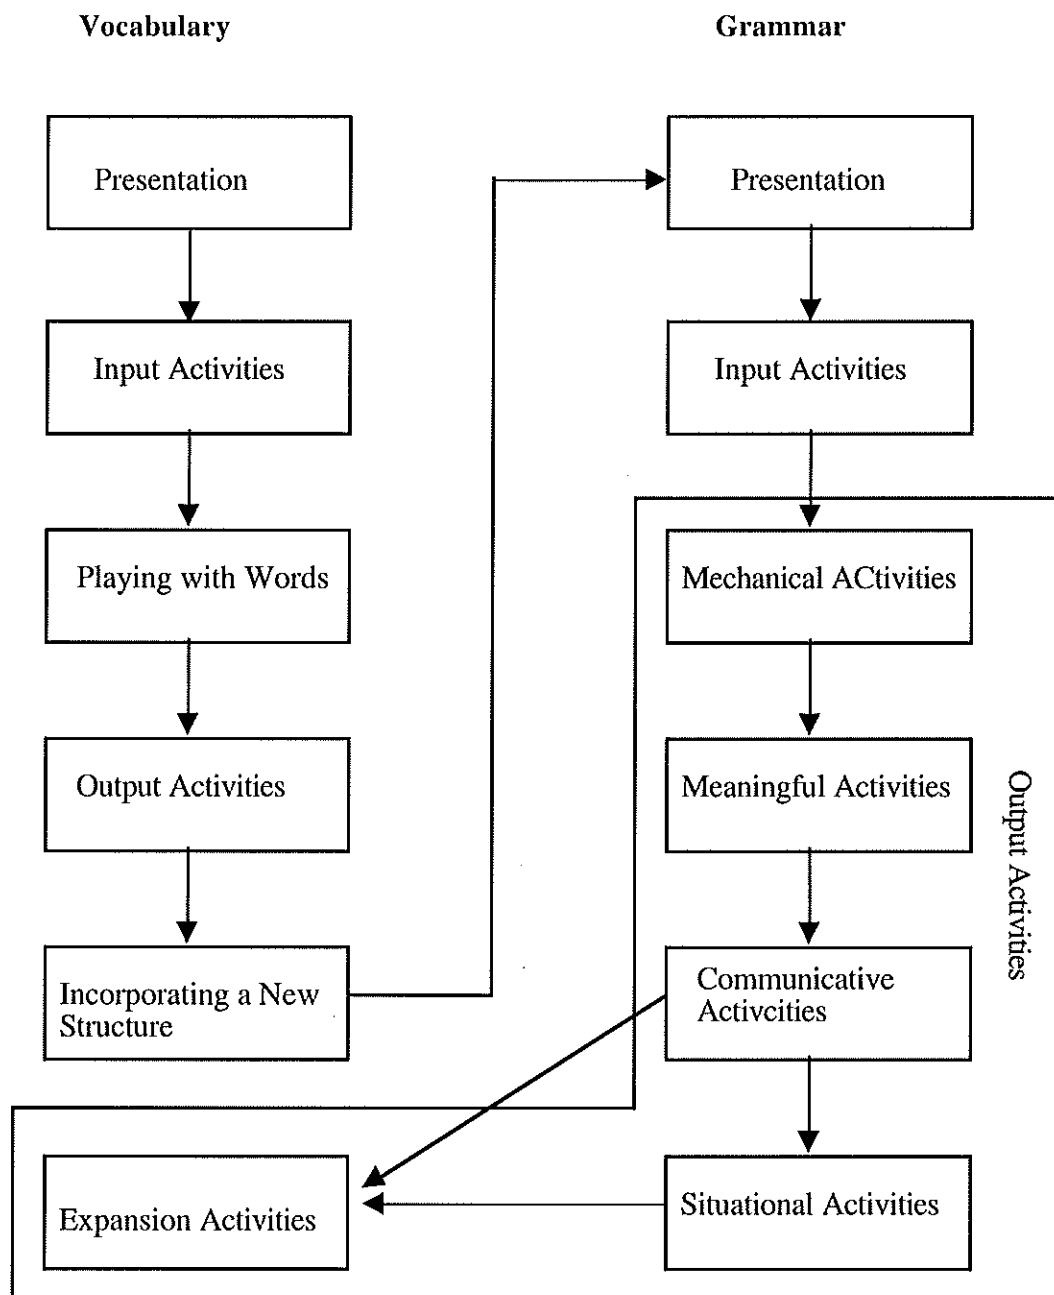 Vocabulary
Grammar
Presentation
Presentation
Input Activities
Input Activities
Playing with Words
Mechanical ACtivities
Output Activities
Meaningful Activities
Output Activities
Incorporating a New
Structure
Communicative
Activcities
Expansion Activities
Situational Activities